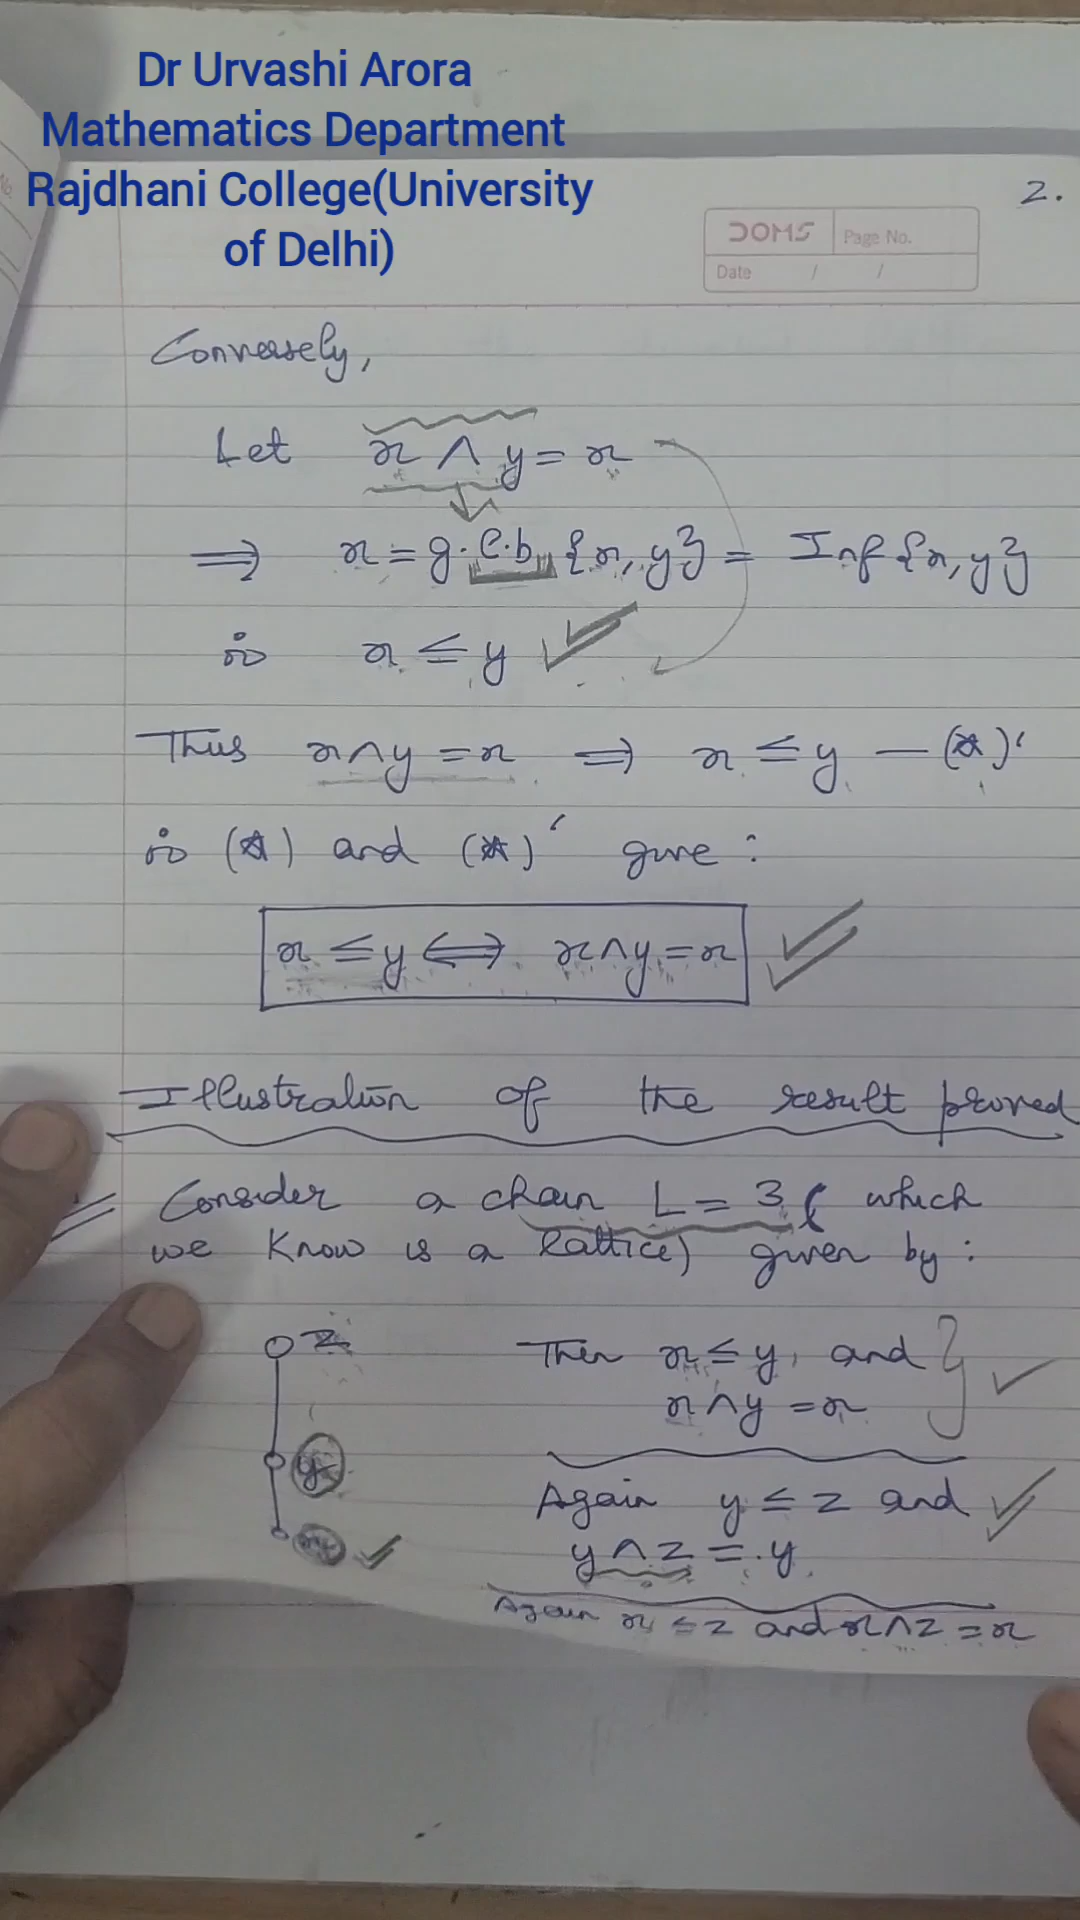 Dr Urvashi Arora
Mathematics Department
Rajdhani College(University
of Delhi)
2.
DOMS Page No.
Date / /
Conversely,
Let x ∧ y = x
⟹ x = g.l.b {x, y} = Inf {x, y}
∴ x ≤ y
Thus x∧y = x ⟹ x ≤ y — (*)'
∴ (*) and (*)' give :
x ≤ y ⟺ x∧y = x
Illustration of the result proved
Consider a chain L = 3 ( which
we know is a lattice) given by :
z
Then x ≤ y, and
x∧y = x
y
Again y ≤ z and
x
y∧z = y
Again x ≤ z and x∧z = x